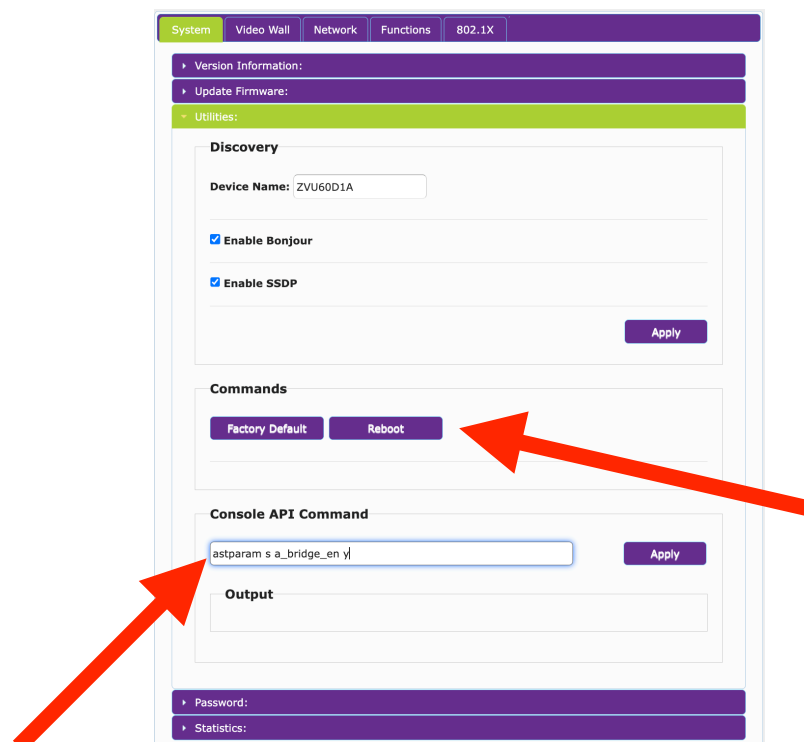 System Video Wall Network Functions 802.1X
Version Information:
Update Firmware:
Utilities:
Discovery
Device Name: ZVU60D1A
Enable Bonjour
Enable SSDP
Apply
Commands
Factory Default Reboot
Console API Command
astparam s a_bridge_en y Apply
Output
Password:
Statistics: